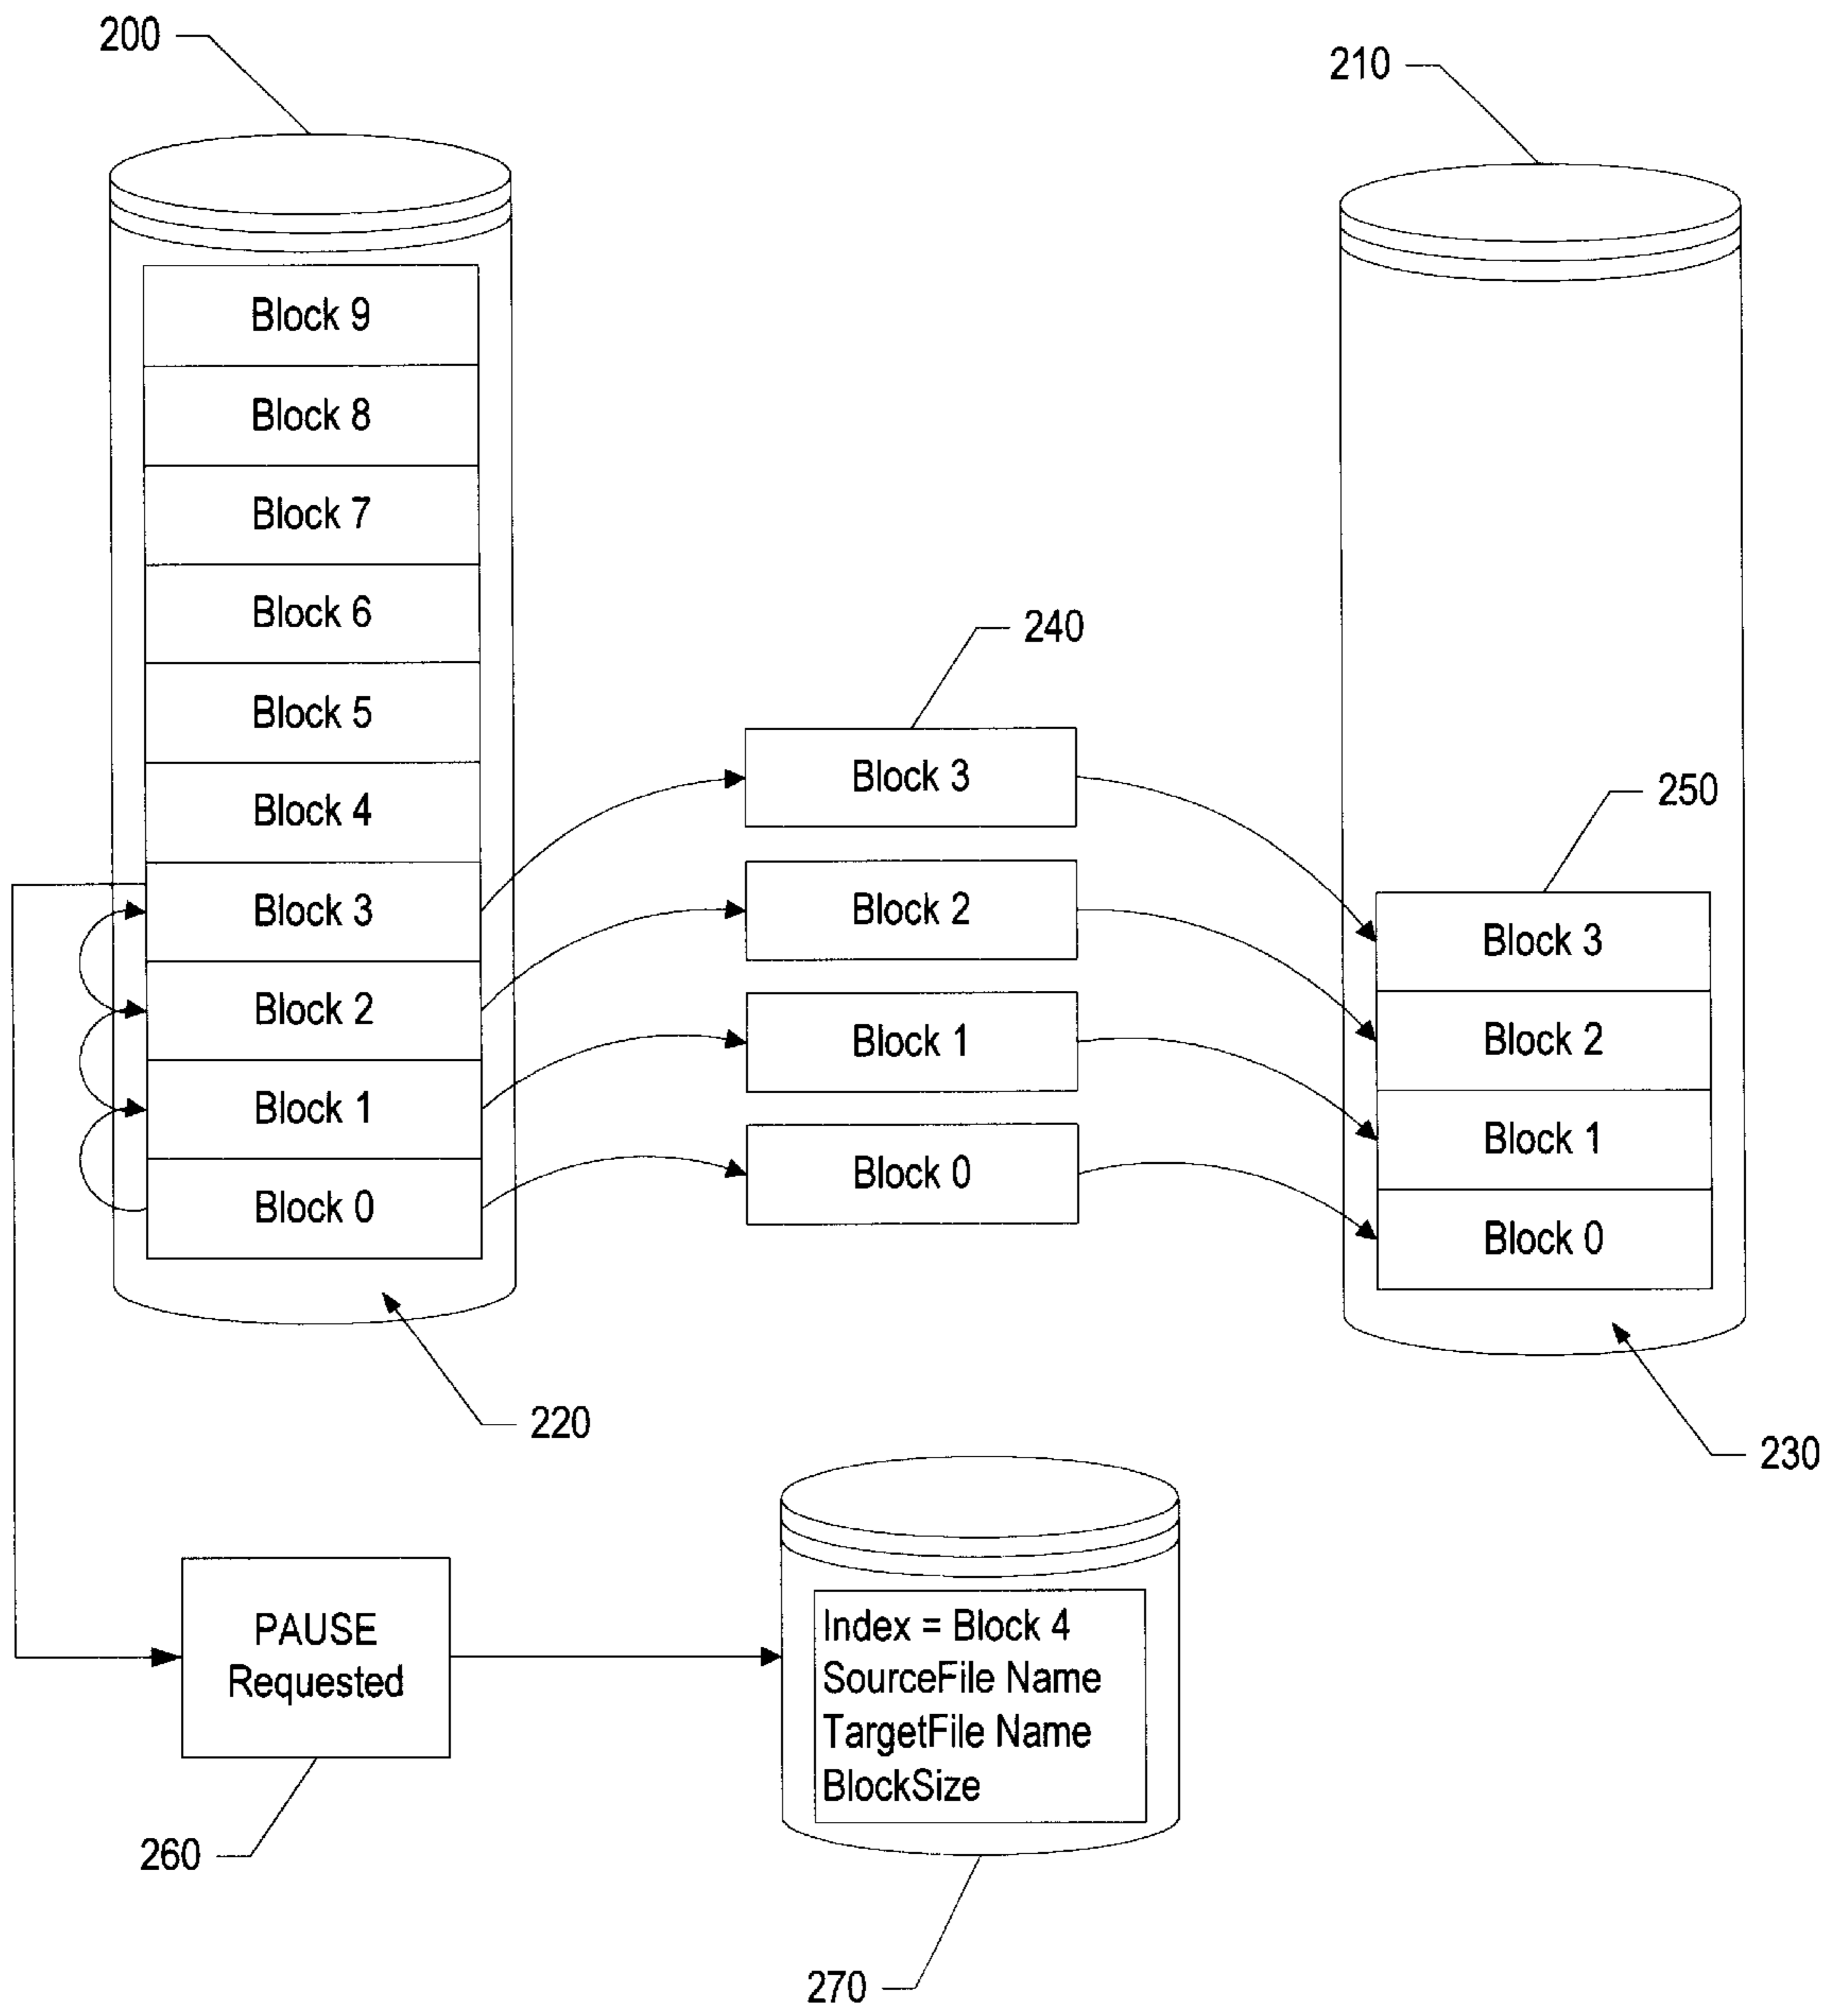 200
210
Block 9
Block 8
Block 7
Block 6
Block 5
Block 4
Block 3
Block 2
Block 1
Block 0
240
Block 3
Block 2
Block 1
Block 0
250
Block 3
Block 2
Block 1
Block 0
220
230
PAUSE
Requested
260
Index = Block 4
SourceFile Name
TargetFile Name
BlockSize
270